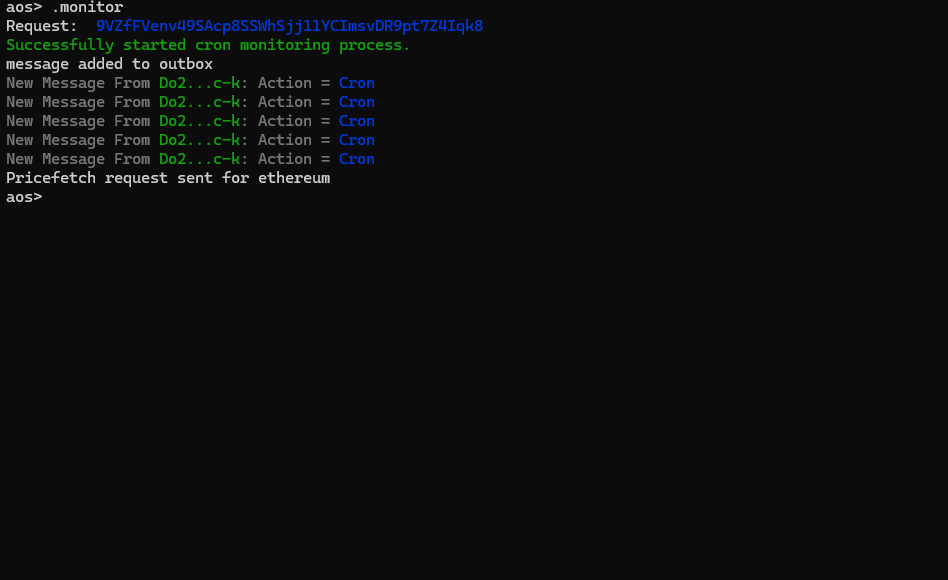 aos> .monitor
Request:  9VZfFVenv49SAcp8SSWhSjj11YCImsvDR9pt7Z4Iqk8
Successfully started cron monitoring process.
message added to outbox
New Message From Do2...c-k: Action = Cron
New Message From Do2...c-k: Action = Cron
New Message From Do2...c-k: Action = Cron
New Message From Do2...c-k: Action = Cron
New Message From Do2...c-k: Action = Cron
Pricefetch request sent for ethereum
aos>